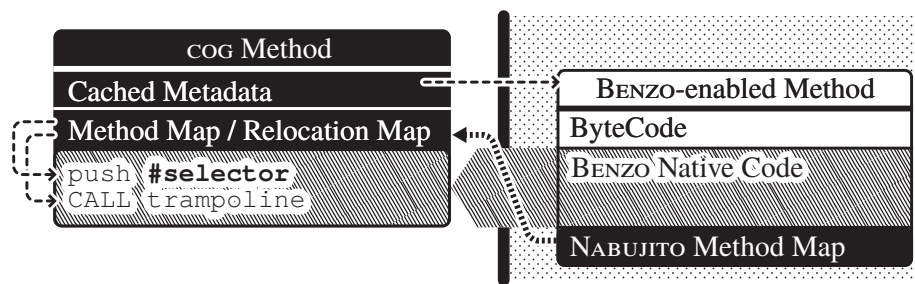 COG Method
Cached Metadata
Method Map / Relocation Map
push #selector
CALL trampoline
BENZO-enabled Method
ByteCode
BENZO Native Code
NABUJITO Method Map